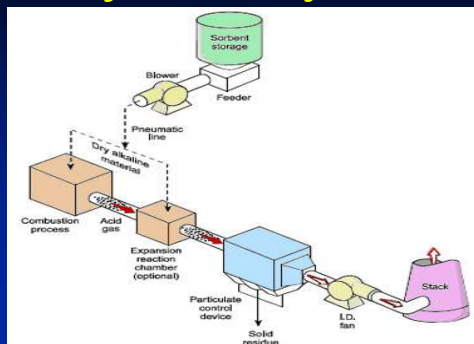 Sorbent
storage
Blower
Feeder
Pneumatic
line
Dry alkaline
material
Combustion
process
Acid
gas
Expansion
reaction
chamber
(optional)
Particulate
control
device
Solid
residue
I.D.
fan
Stack